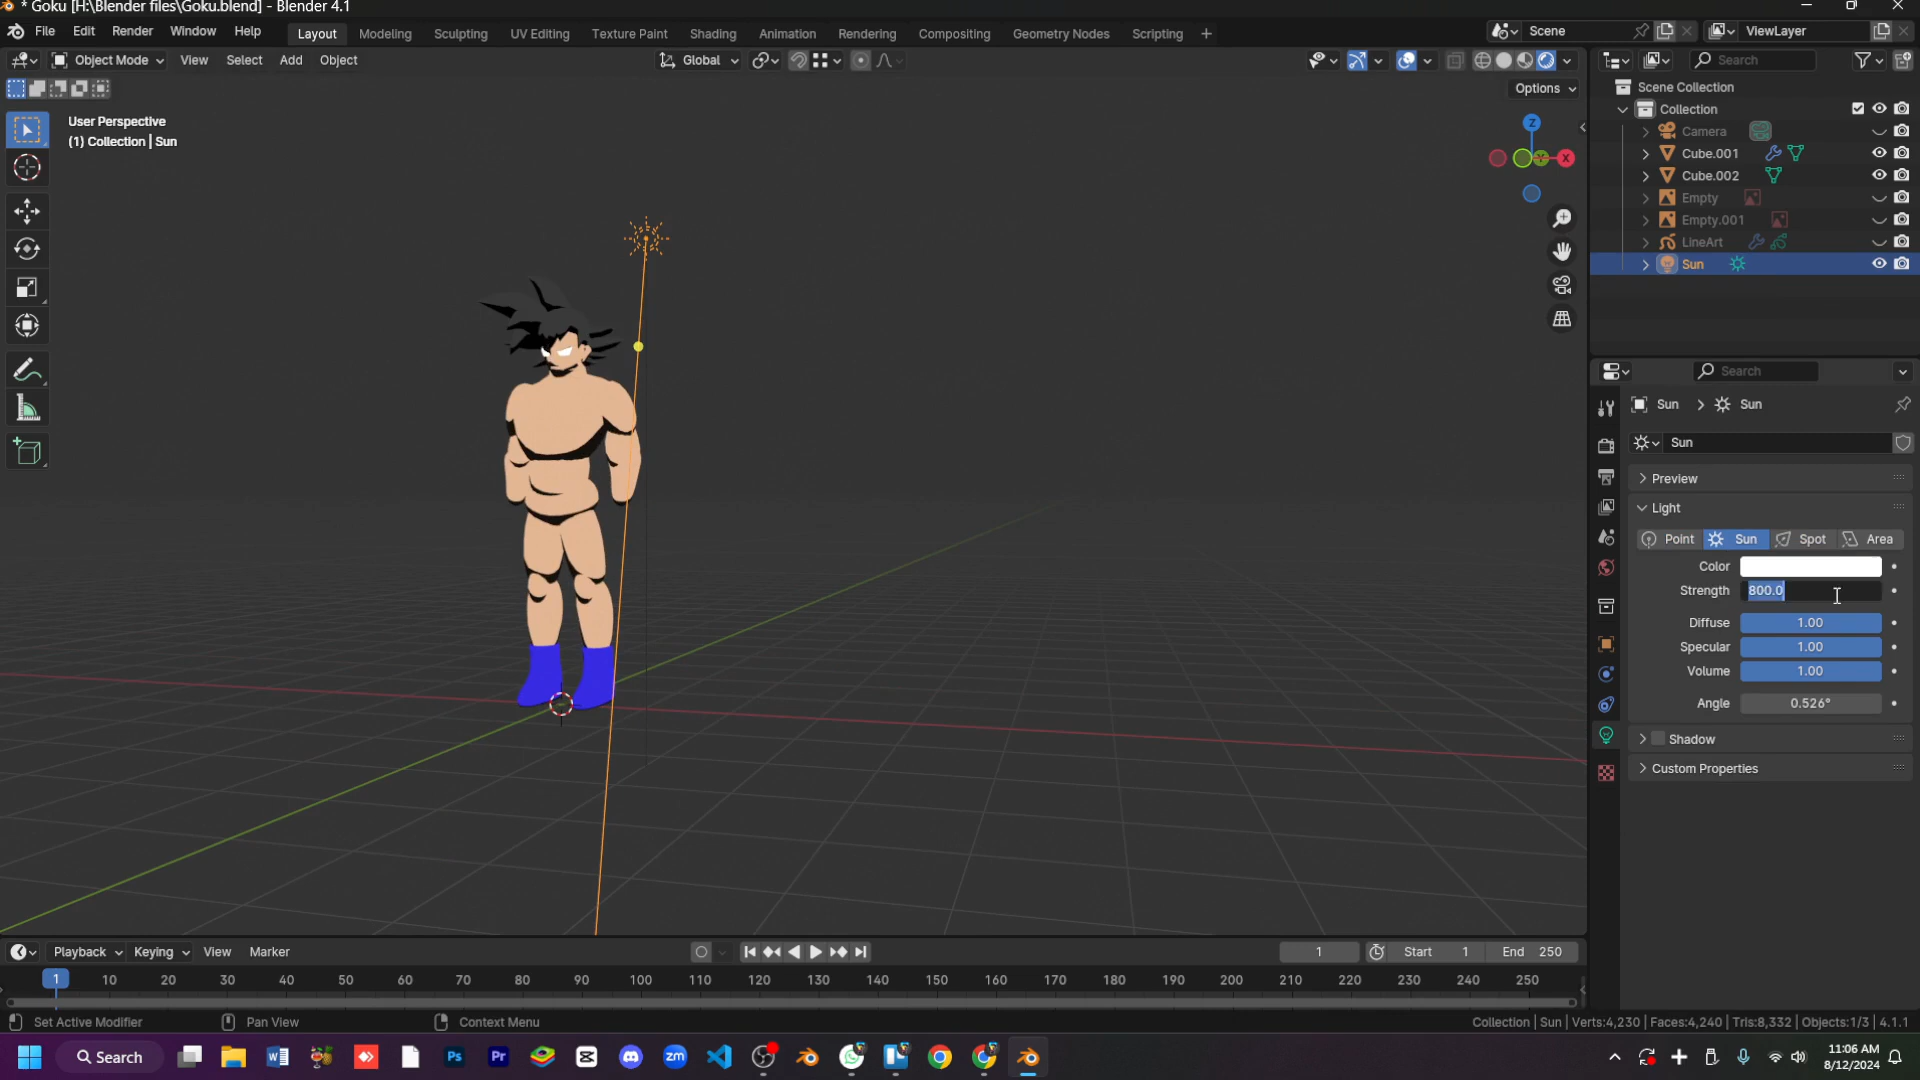 * Goku [H:\Blender files\Goku.blend] - Blender 4.1
File Edit Render Window Help Layout Modeling Sculpting UV Editing Texture Paint Shading Animation Rendering Compositing Geometry Nodes Scripting + Scene ViewLayer
Object Mode View Select Add Object Global Search
Options
User Perspective
(1) Collection | Sun
Z
X
Scene Collection
Collection
Camera
Cube.001
Cube.002
Empty
Empty.001
LineArt
Sun
Search
Sun > Sun
Sun
Preview
Light
Point Sun Spot Area
Color
Strength 800.0
Diffuse 1.00
Specular 1.00
Volume 1.00
Angle 0.526°
Shadow
Custom Properties
Playback Keying View Marker 1 Start 1 End 250
1 10 20 30 40 50 60 70 80 90 100 110 120 130 140 150 160 170 180 190 200 210 220 230 240 250
Set Active Modifier Pan View Context Menu Collection | Sun | Verts:4,230 | Faces:4,240 | Tris:8,332 | Objects:1/3 | 4.1.1
Search Ps Pr zm 11:06 AM
8/12/2024